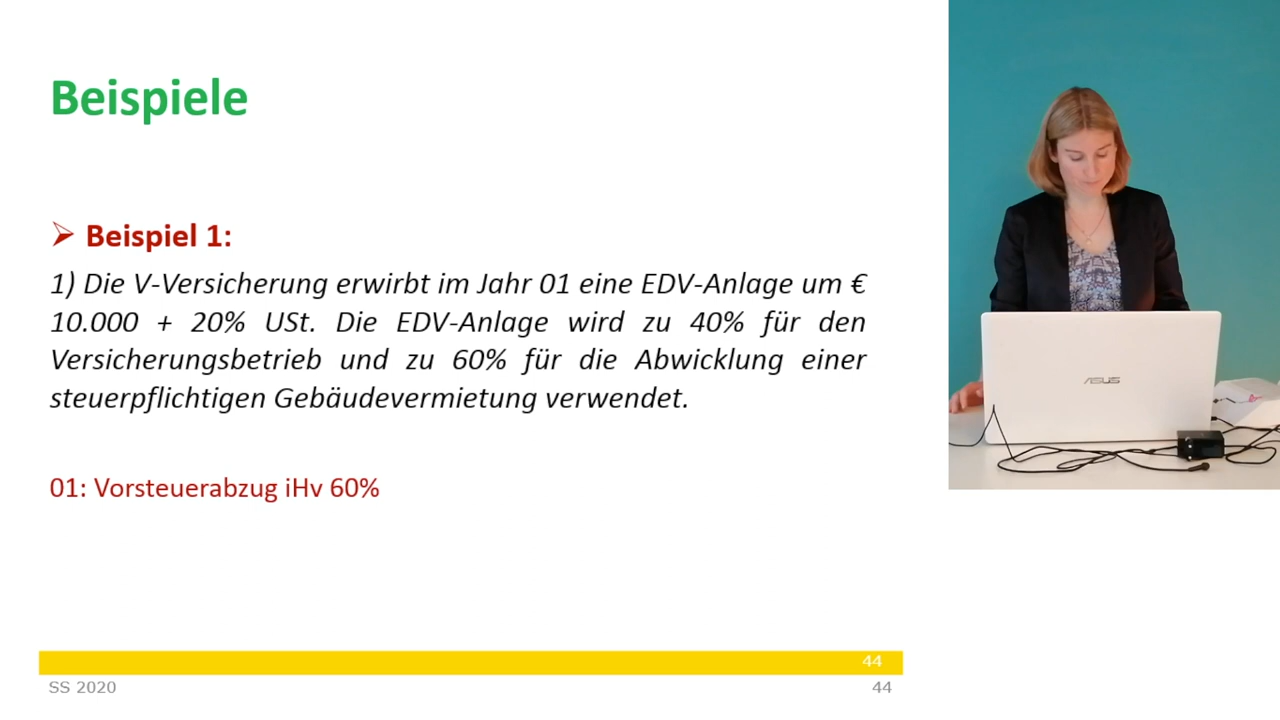 Beispiele
➢ Beispiel 1:
1) Die V-Versicherung erwirbt im Jahr 01 eine EDV-Anlage um €
10.000 + 20% USt. Die EDV-Anlage wird zu 40% für den
Versicherungsbetrieb und zu 60% für die Abwicklung einer
steuerpflichtigen Gebäudevermietung verwendet.
01: Vorsteuerabzug iHv 60%
44
SS 2020
44
ASUS